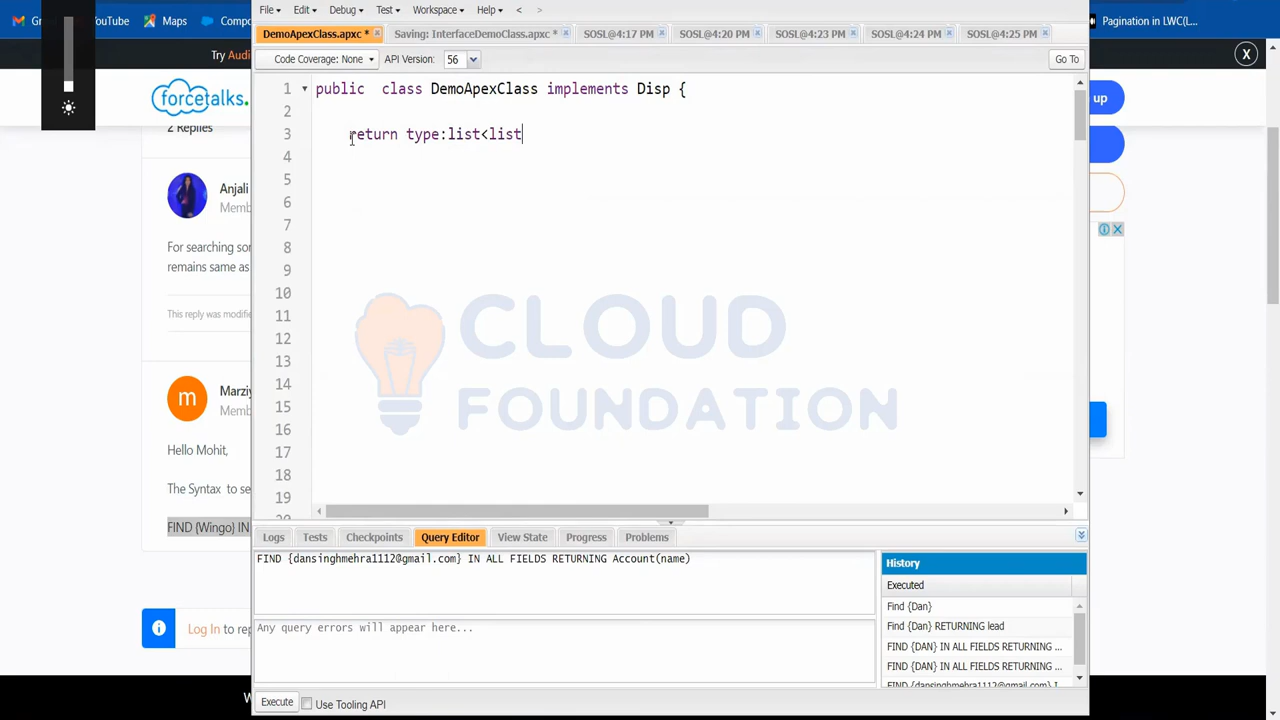 File Edit Debug Test Workspace Help < >
DemoApexClass.apxc * Saving: InterfaceDemoClass.apxc * SOSL@4:17 PM SOSL@4:20 PM SOSL@4:23 PM SOSL@4:24 PM SOSL@4:25 PM
YouTube Maps
Pagination in LWC(L...
Code Coverage: None API Version: 56 Go To
Try
X
forcetalks.
up
1 public class DemoApexClass implements Disp {
2
3 return type:list<list
4
5
6
7
8
9
10
11
12
13
14
15
16
17
18
19
2 Replies
Anjali
Memb
For searching
remains same as
This reply was
m
Memb
Hello Mohit,
The Syntax to
FIND {Wingo} IN
CLOUD
FOUNDATION
Log In to
Logs Tests Checkpoints Query Editor View State Progress Problems
FIND {dansinghmehra1112@gmail.com} IN ALL FIELDS RETURNING Account(name)
Any query errors will appear here...
History
Executed
Find {Dan}
Find {Dan} RETURNING lead
FIND {DAN} IN ALL FIELDS RETURNING ...
FIND {DAN} IN ALL FIELDS RETURNING ...
Execute Use Tooling API